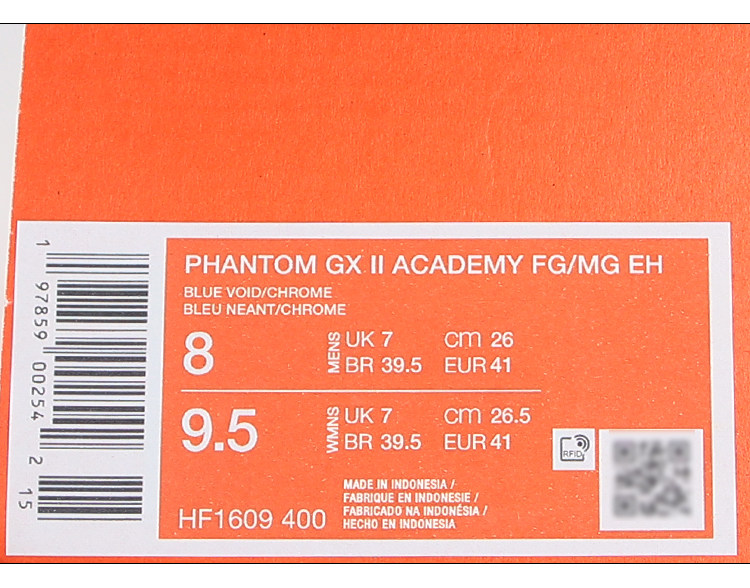 PHANTOM GX II ACADEMY FG/MG EH
BLUE VOID/CHROME
BLEU NEANT/CHROME
8 MENS UK 7 cm 26
BR 39.5 EUR 41
9.5 WMNS UK 7 cm 26.5
BR 39.5 EUR 41
RFID
HF1609 400
MADE IN INDONESIA /
FABRIQUE EN INDONESIE /
FABRICADO NA INDONÉSIA /
HECHO EN INDONESIA
1 97859 00254 2 15